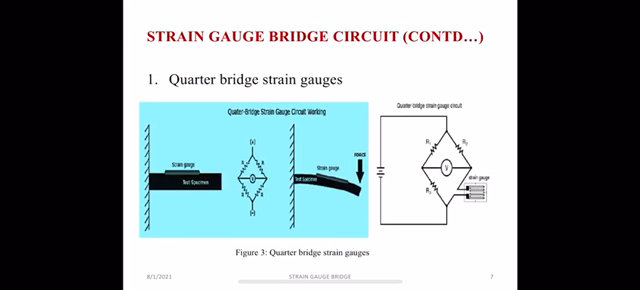 STRAIN GAUGE BRIDGE CIRCUIT (CONTD…)
1. Quarter bridge strain gauges
Quater-Bridge Strain Gauge Circuit Working
Strain gauge
Test Specimen
(+)
R
R
V
R
R
(-)
FORCE
Strain gauge
Test Specimen
Quarter-bridge strain gauge circuit
R1
R2
V
R3
strain gauge
Figure 3: Quarter bridge strain gauges
8/1/2021
STRAIN GAUGE BRIDGE
7